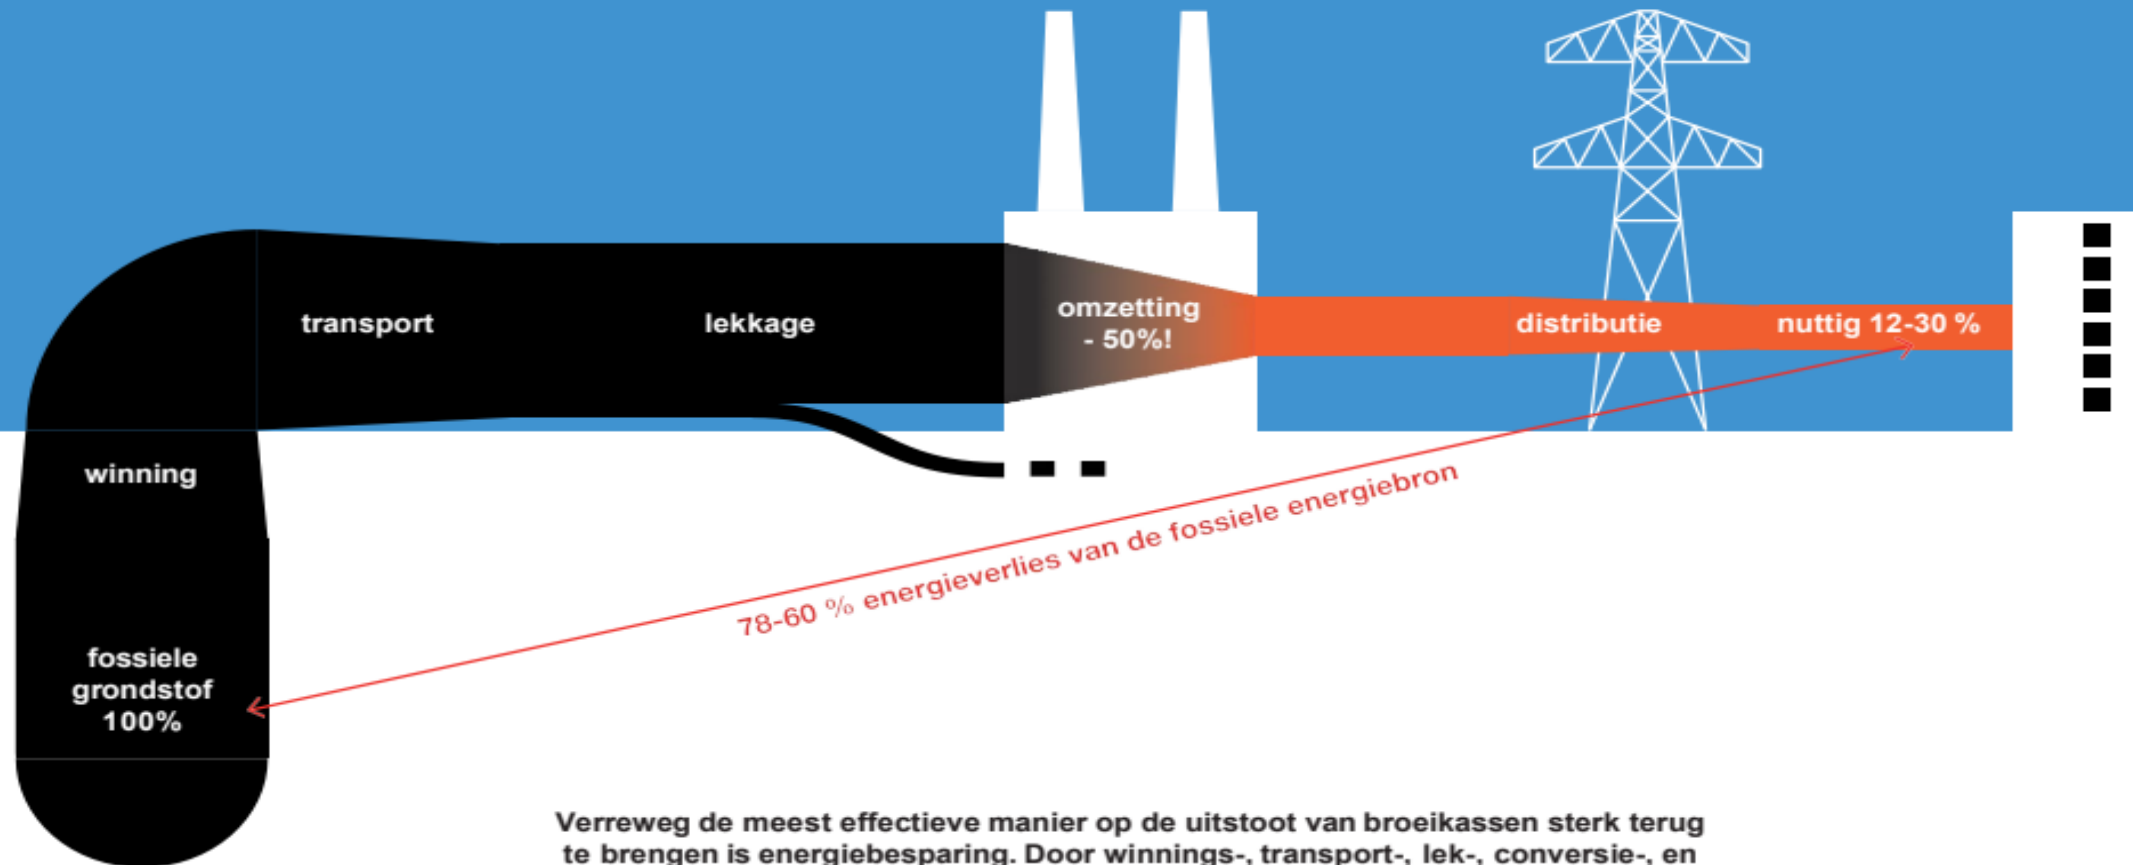 transport
lekkage
omzetting
- 50%!
distributie
nuttig 12-30 %
winning
78-60 % energieverlies van de fossiele energiebron
fossiele
grondstof
100%
Verreweg de meest effectieve manier op de uitstoot van broeikassen sterk terug
te brengen is energiebesparing. Door winnings-, transport-, lek-, conversie-, en